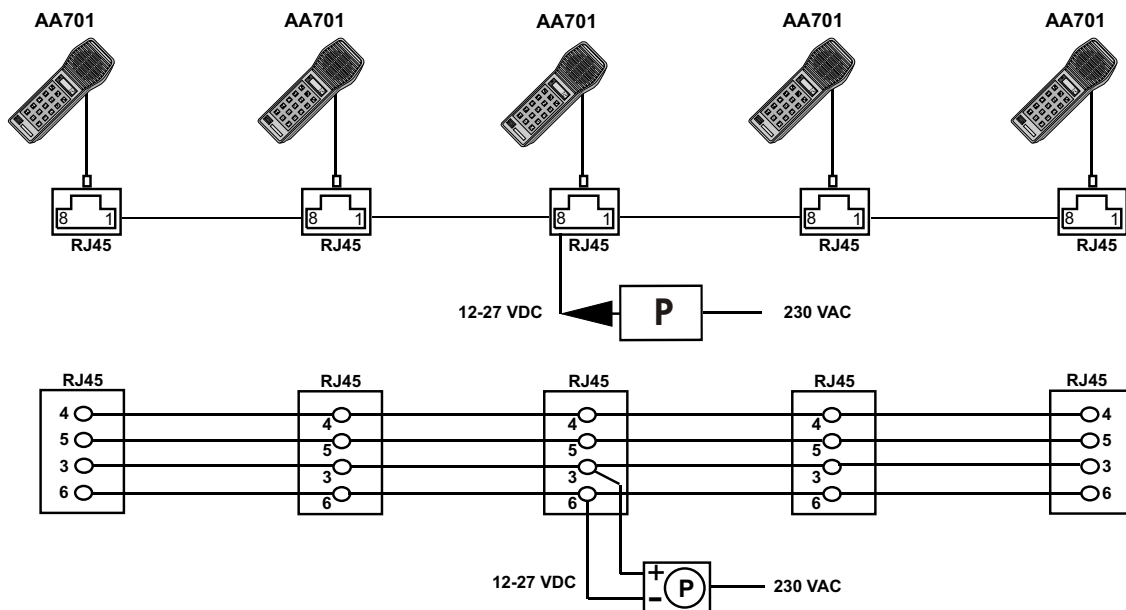 AA701 AA701 AA701 AA701 AA701
8 1 8 1 8 1 8 1 8 1
RJ45 RJ45 RJ45 RJ45 RJ45
12-27 VDC P 230 VAC
RJ45 RJ45 RJ45 RJ45 RJ45
4 4 4 4 4
5 5 5 5 5
3 3 3 3 3
6 6 6 6 6
12-27 VDC + - P 230 VAC